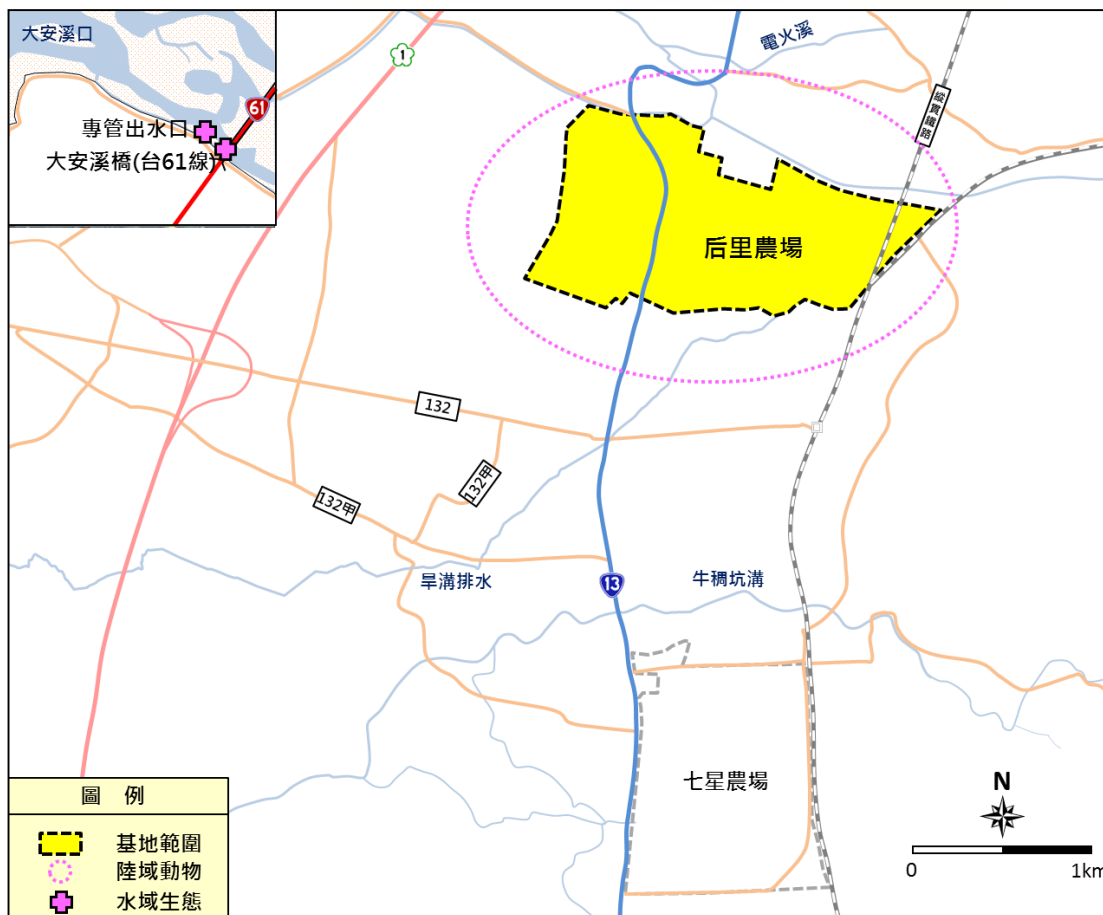 大安溪口
1
電火溪
61
專管出水口
大安溪橋(台61線)
縱貫鐵路
后里農場
132
132甲
132甲
旱溝排水
13
牛稠坑溝
七星農場
圖 例
基地範圍
陸域動物
水域生態
N
0 1km